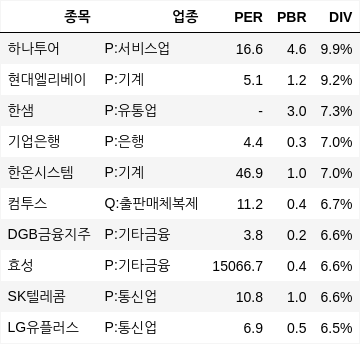 종목 업종 PER PBR DIV
하나투어 P:서비스업 16.6 4.6 9.9%
현대엘리베이 P:기계 5.1 1.2 9.2%
한샘 P:유통업 - 3.0 7.3%
기업은행 P:은행 4.4 0.3 7.0%
한온시스템 P:기계 46.9 1.0 7.0%
컴투스 Q:출판매체복제 11.2 0.4 6.7%
DGB금융지주 P:기타금융 3.8 0.2 6.6%
효성 P:기타금융 15066.7 0.4 6.6%
SK텔레콤 P:통신업 10.8 1.0 6.6%
LG유플러스 P:통신업 6.9 0.5 6.5%